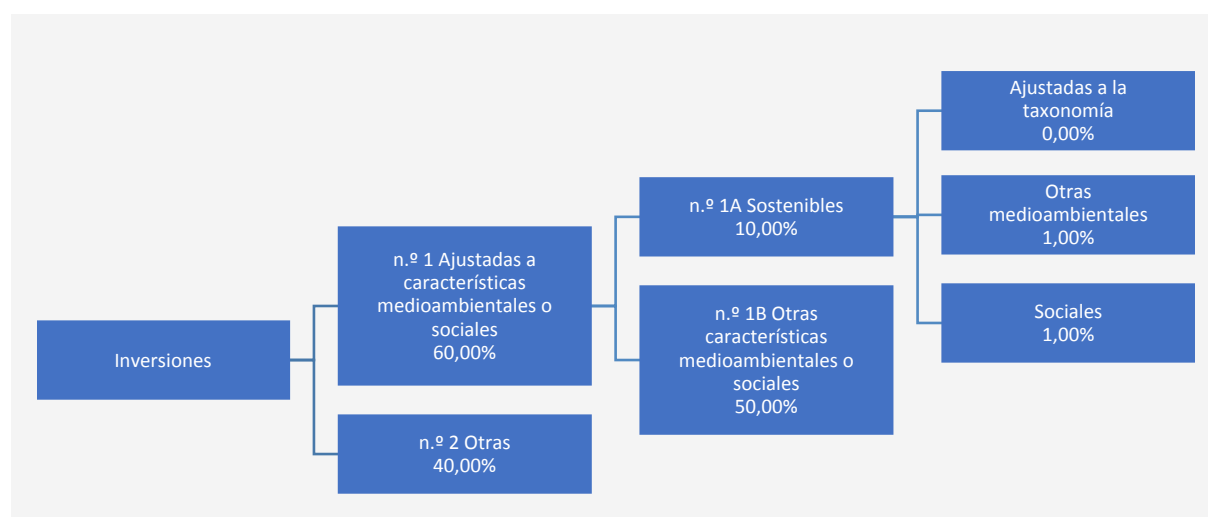 Inversiones
n.º 1 Ajustadas a
características
medioambientales o
sociales
60,00%
n.º 2 Otras
40,00%
n.º 1A Sostenibles
10,00%
n.º 1B Otras
características
medioambientales o
sociales
50,00%
Ajustadas a la
taxonomía
0,00%
Otras
medioambientales
1,00%
Sociales
1,00%